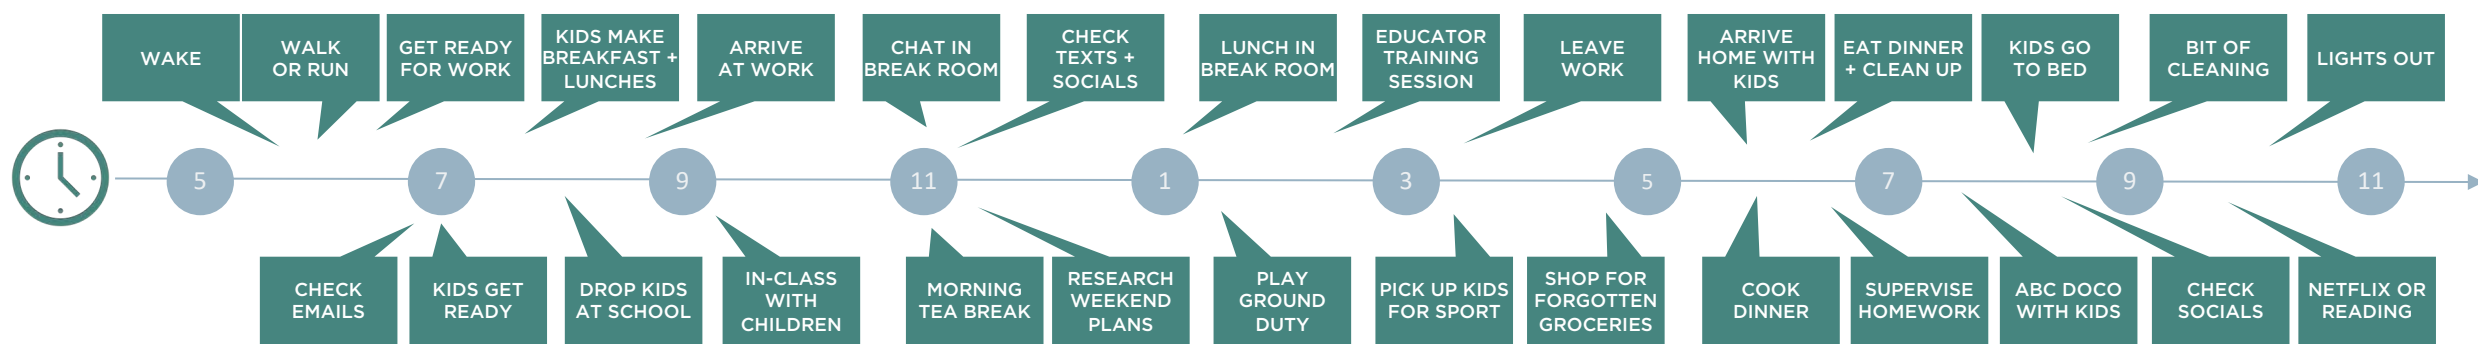 WAKE
WALK
OR RUN
GET READY
FOR WORK
KIDS MAKE
BREAKFAST +
LUNCHES
ARRIVE
AT WORK
CHAT IN
BREAK ROOM
CHECK
TEXTS +
SOCIALS
LUNCH IN
BREAK ROOM
EDUCATOR
TRAINING
SESSION
LEAVE
WORK
ARRIVE
HOME WITH
KIDS
EAT DINNER
+ CLEAN UP
KIDS GO
TO BED
BIT OF
CLEANING
LIGHTS OUT
5
7
9
11
1
3
5
7
9
11
CHECK
EMAILS
KIDS GET
READY
DROP KIDS
AT SCHOOL
IN-CLASS
WITH
CHILDREN
MORNING
TEA BREAK
RESEARCH
WEEKEND
PLANS
PLAY
GROUND
DUTY
PICK UP KIDS
FOR SPORT
SHOP FOR
FORGOTTEN
GROCERIES
COOK
DINNER
SUPERVISE
HOMEWORK
ABC DOCO
WITH KIDS
CHECK
SOCIALS
NETFLIX OR
READING